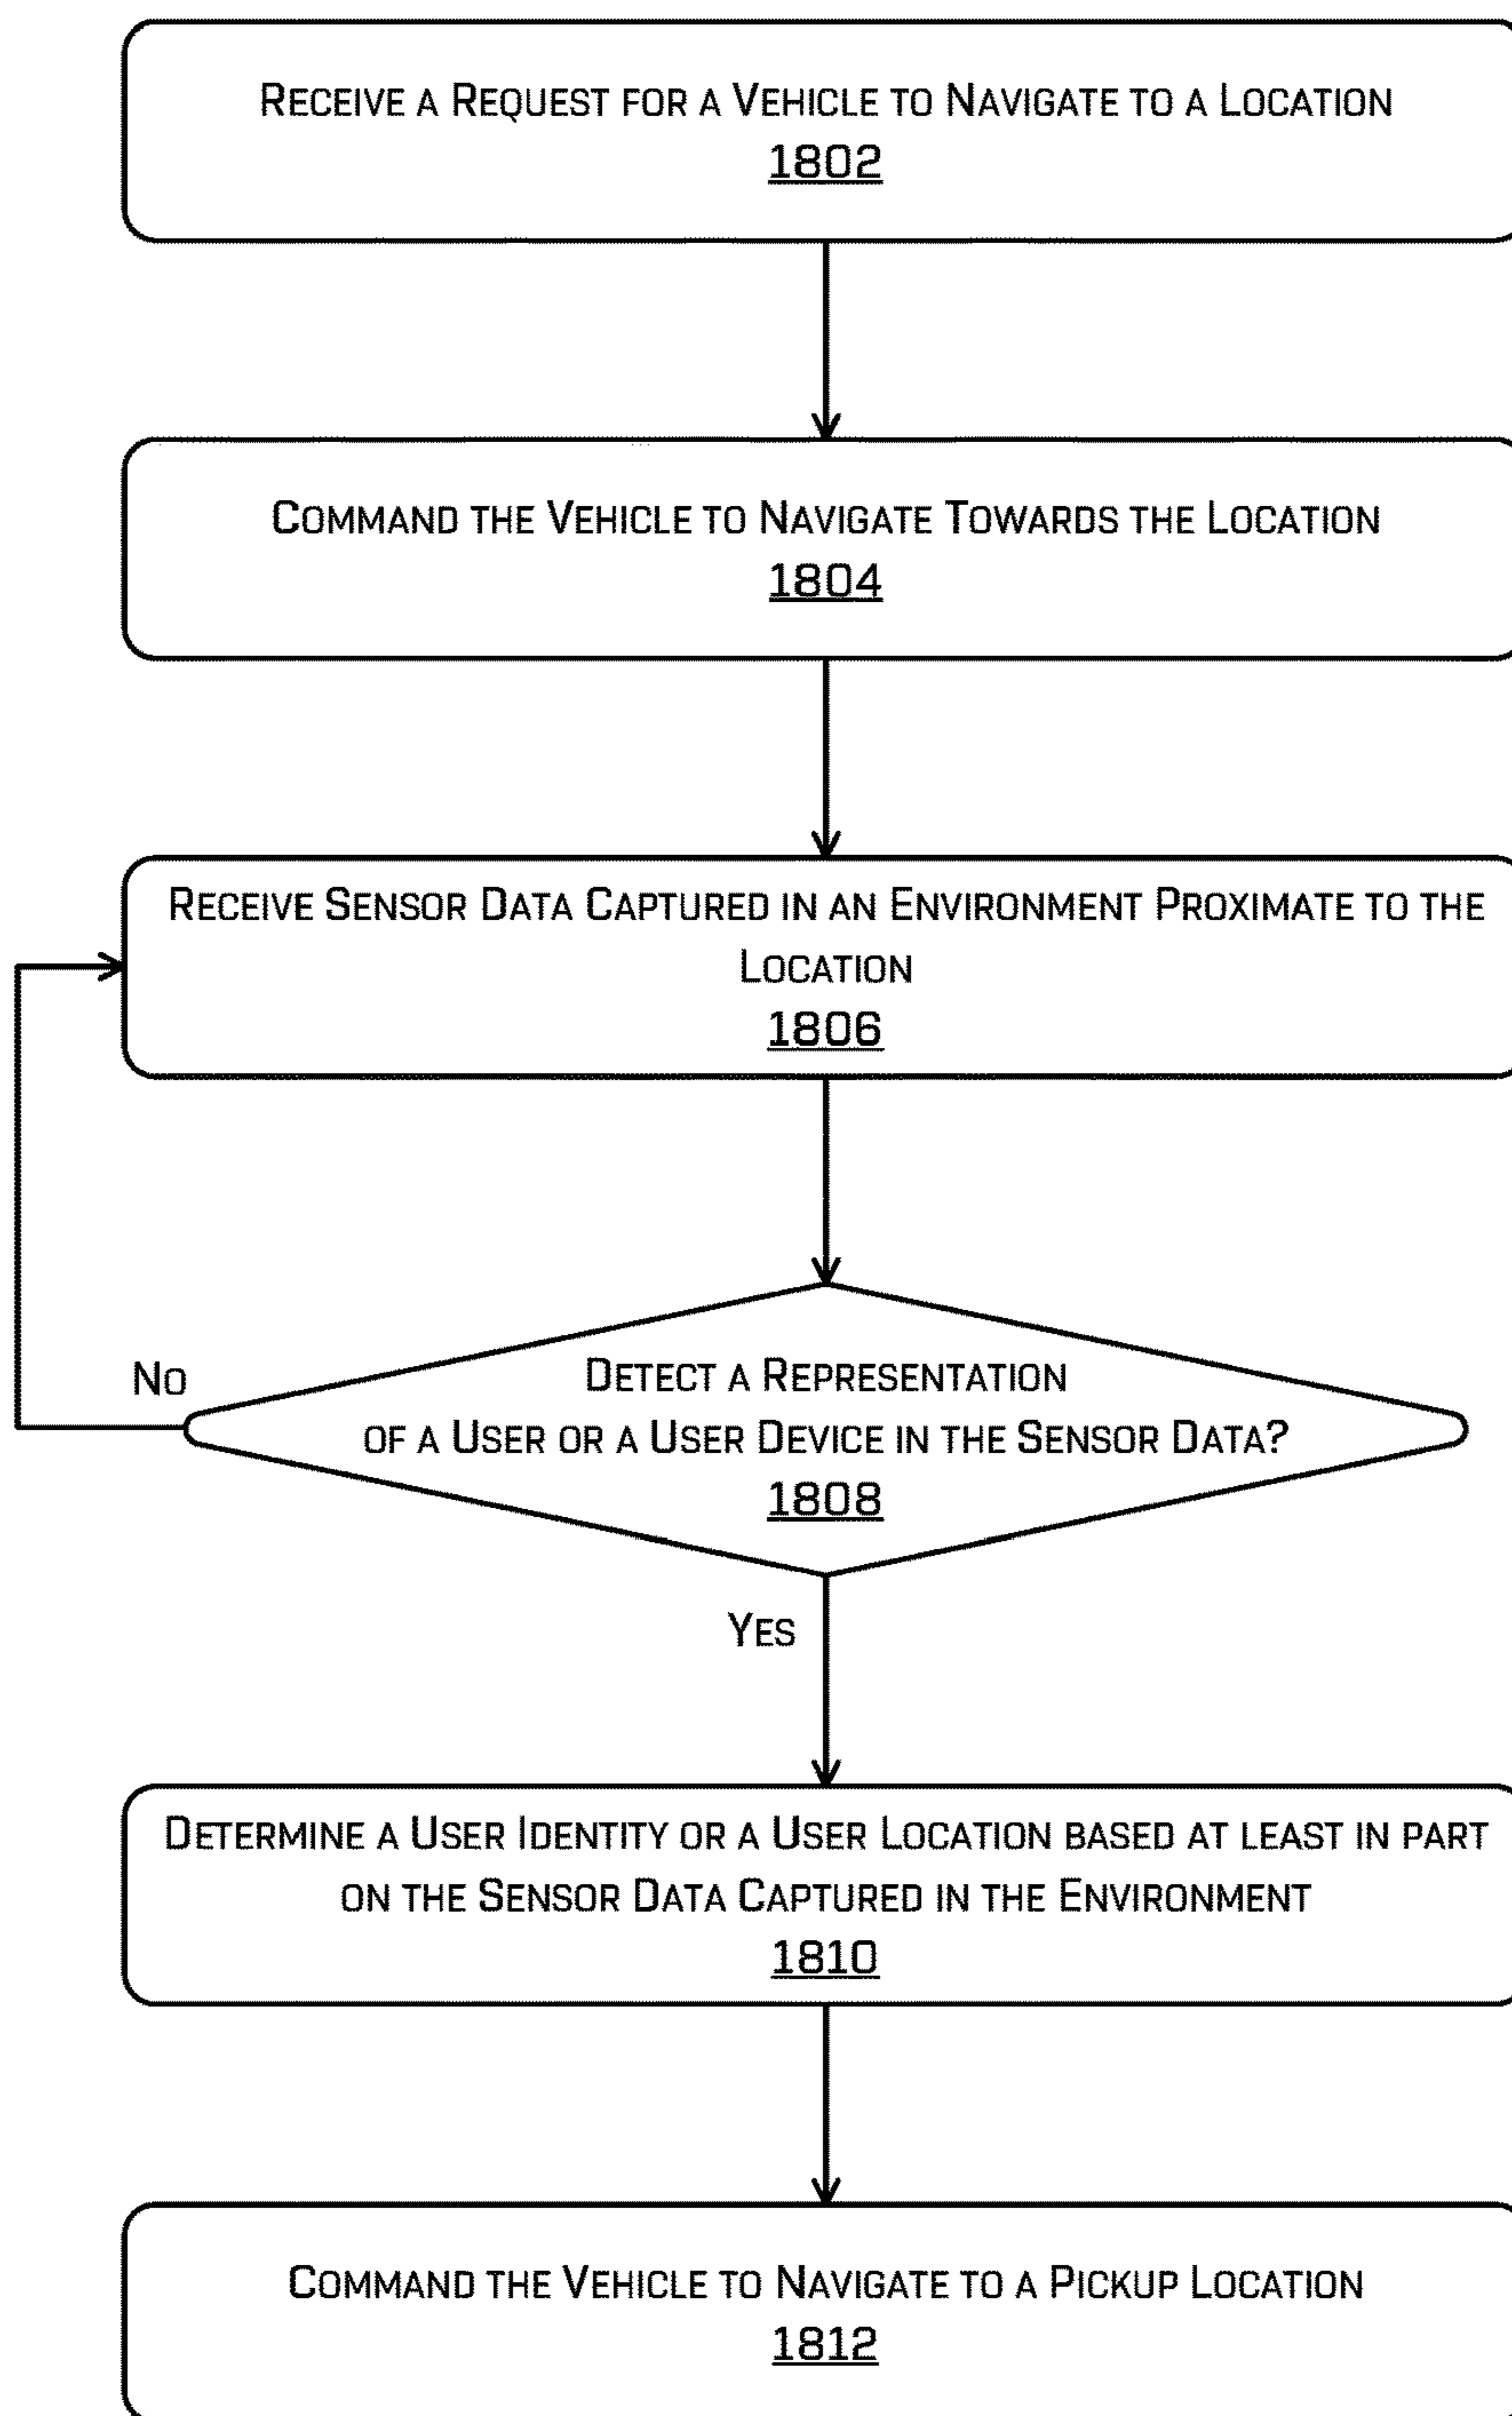 Receive a Request for a Vehicle to Navigate to a Location
1802
Command the Vehicle to Navigate Towards the Location
1804
Receive Sensor Data Captured in an Environment Proximate to the
Location
1806
Detect a Representation
of a User or a User Device in the Sensor Data?
1808
No
Yes
Determine a User Identity or a User Location based at least in part
on the Sensor Data Captured in the Environment
1810
Command the Vehicle to Navigate to a Pickup Location
1812